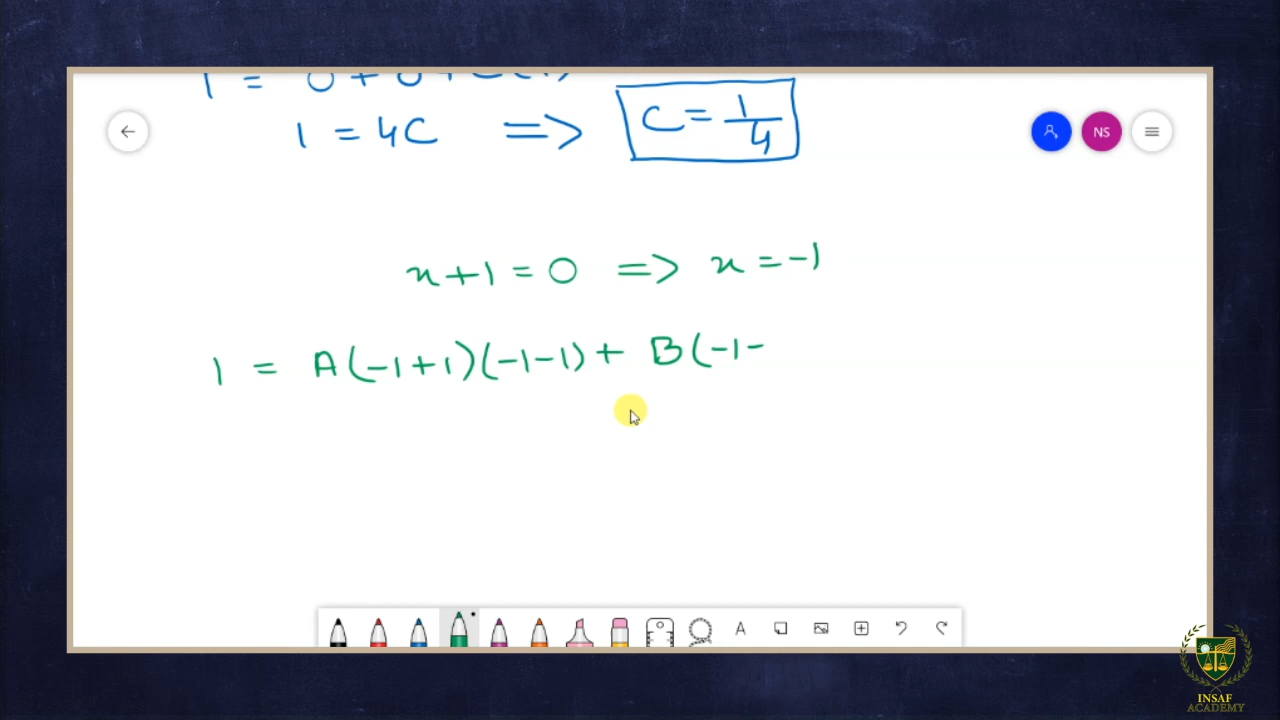 1 = 4C => C = 1/4
NS
x+1 = 0 => x = -1
1 = A(-1+1)(-1-1) + B(-1-
A
INSAF
ACADEMY